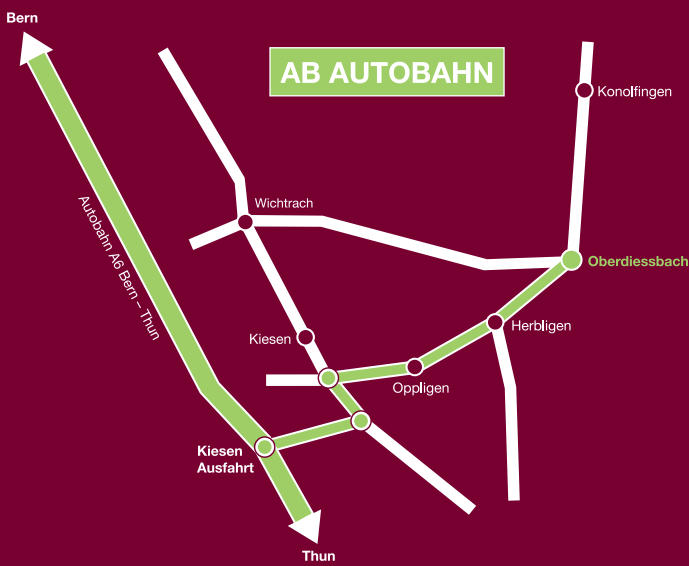 Bern
AB AUTOBAHN
Konolfingen
Wichtrach
Autobahn A6 Bern – Thun
Oberdiessbach
Herbligen
Kiesen
Oppligen
Kiesen
Ausfahrt
Thun